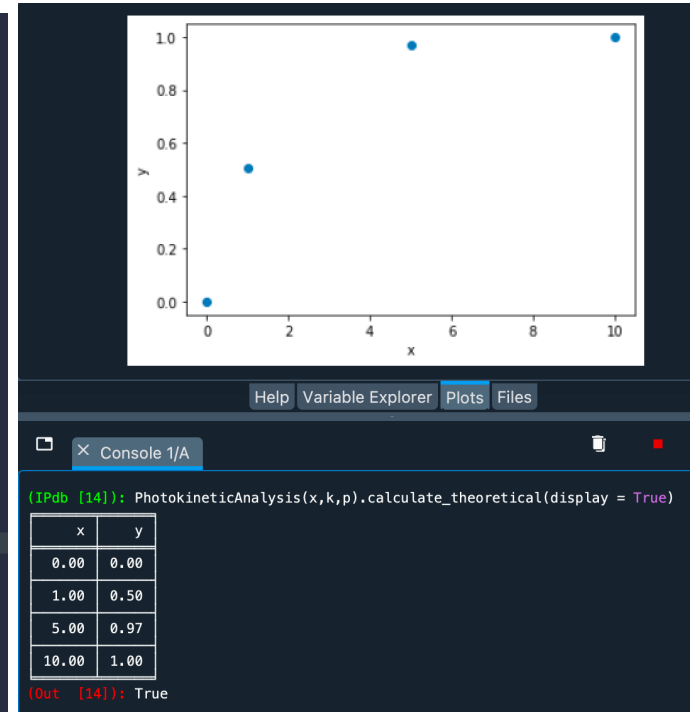 1.0
0.8
0.6
0.4
0.2
0.0
y
0 2 4 6 8 10
x
Help Variable Explorer Plots Files
Console 1/A
(IPdb [14]): PhotokineticAnalysis(x,k,p).calculate_theoretical(display = True)
x y
0.00 0.00
1.00 0.50
5.00 0.97
10.00 1.00
(Out [14]): True